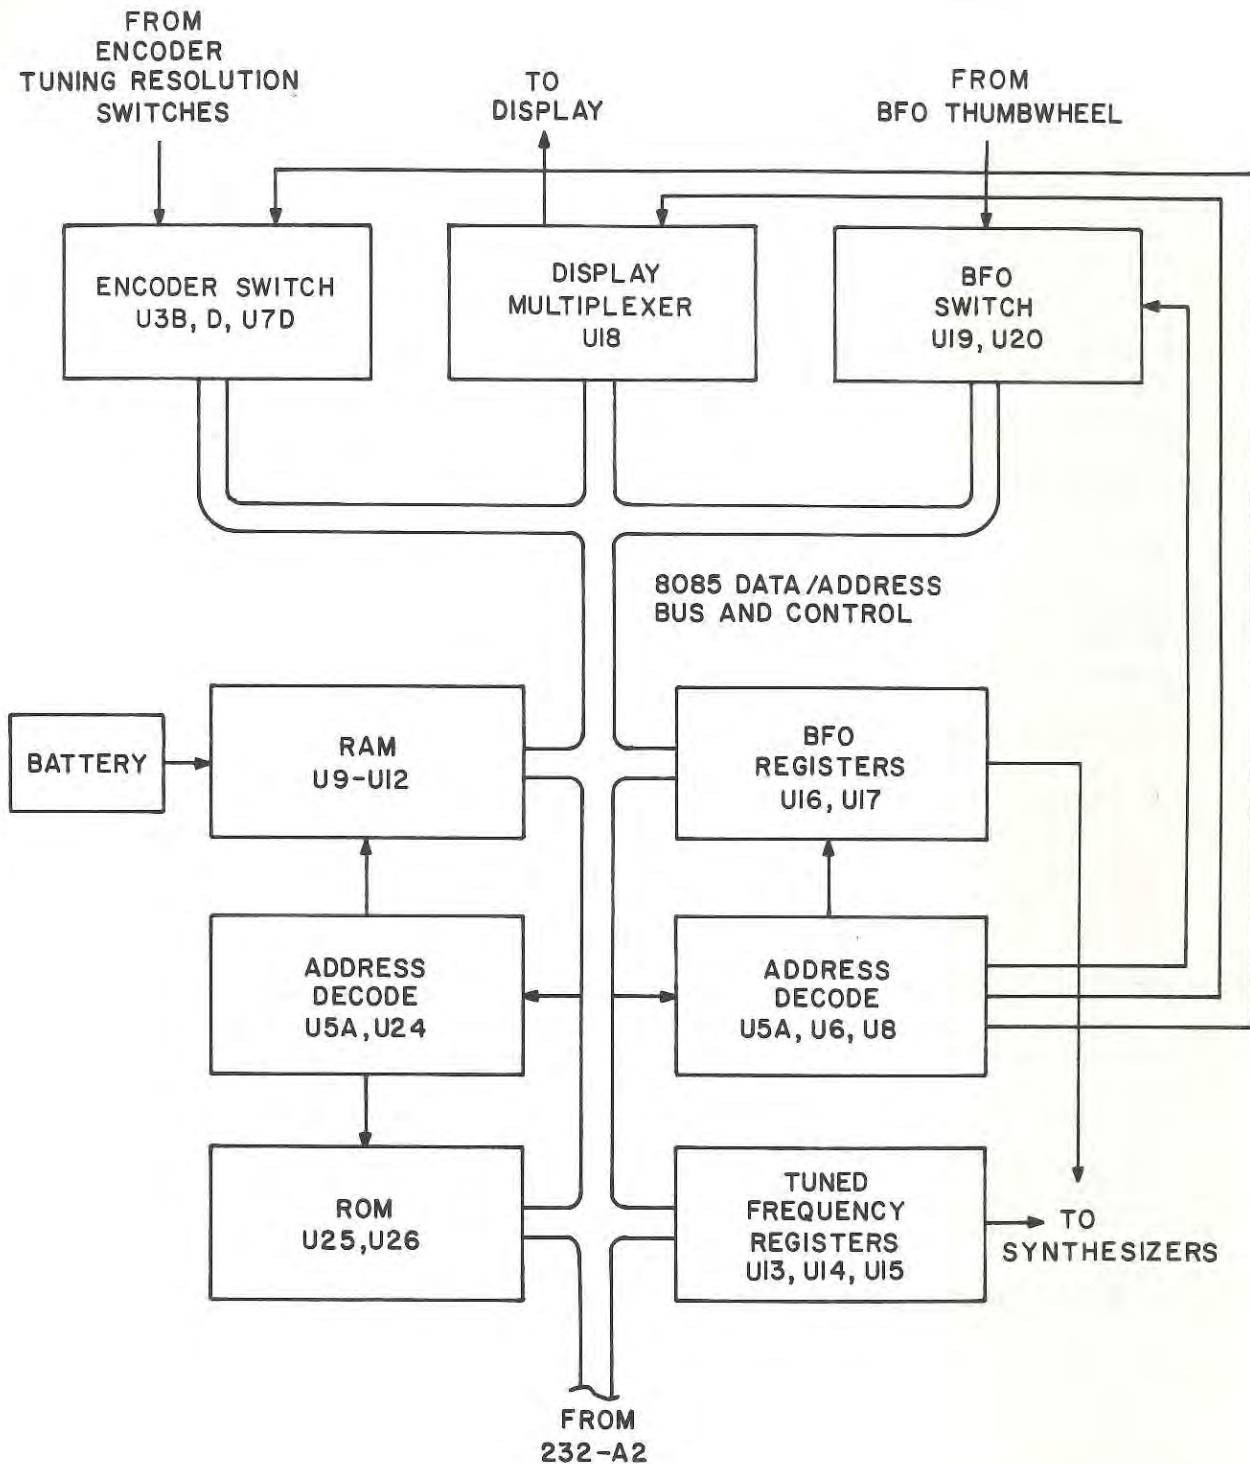 FROM
ENCODER
TUNING RESOLUTION
SWITCHES
TO
DISPLAY
FROM
BFO THUMBWHEEL
ENCODER SWITCH
U3B, D, U7D
DISPLAY
MULTIPLEXER
U18
BFO
SWITCH
U19, U20
8085 DATA/ADDRESS
BUS AND CONTROL
BATTERY
RAM
U9-U12
BFO
REGISTERS
U16, U17
ADDRESS
DECODE
U5A, U24
ADDRESS
DECODE
U5A, U6, U8
ROM
U25, U26
TUNED
FREQUENCY
REGISTERS
U13, U14, U15
TO
SYNTHESIZERS
FROM
232-A2